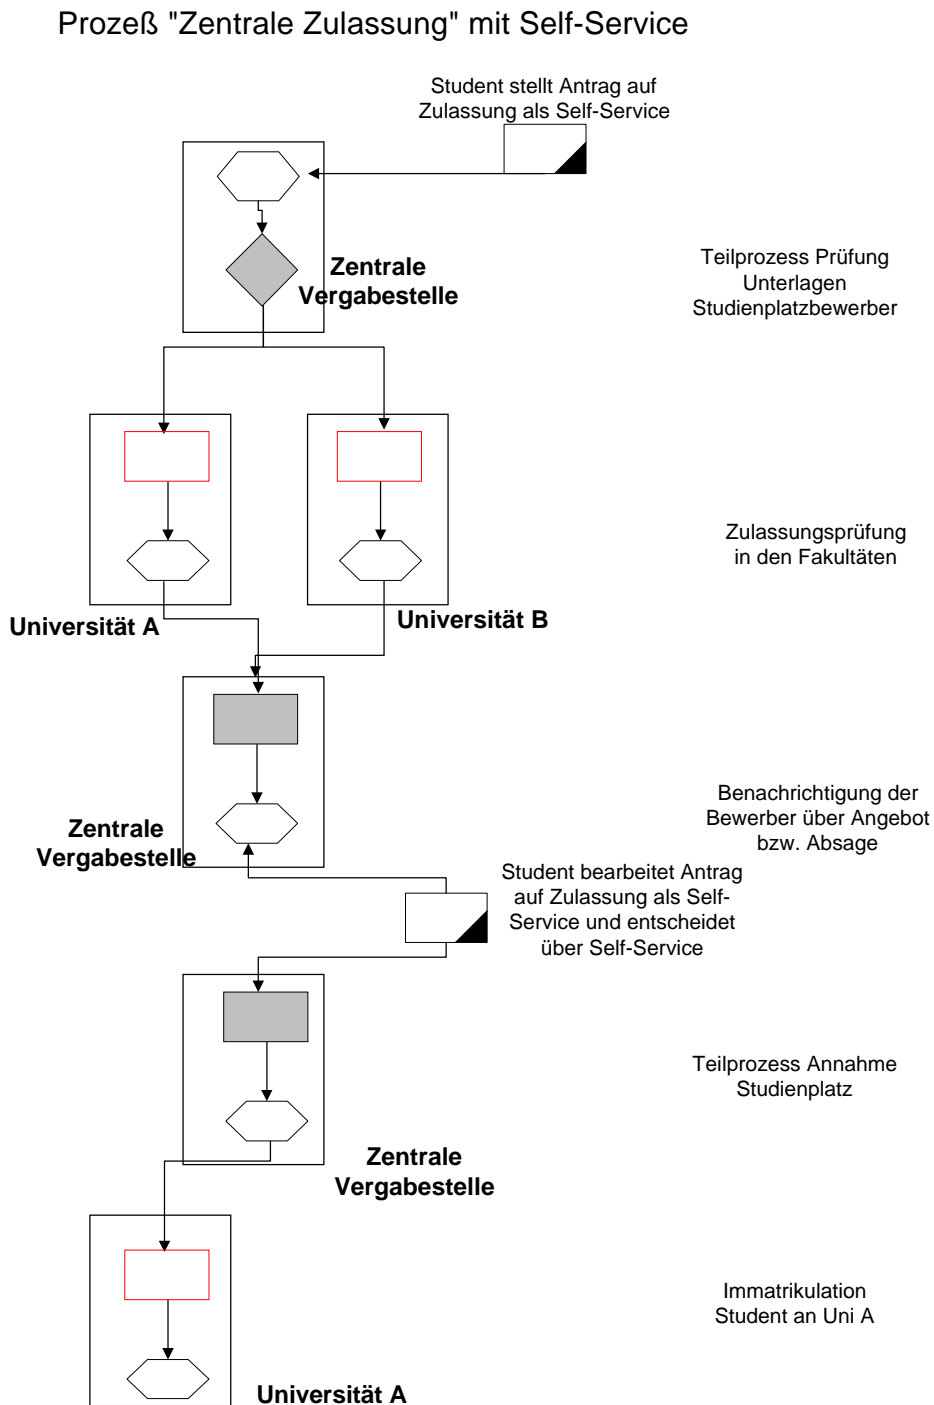 Prozeß "Zentrale Zulassung" mit Self-Service
Student stellt Antrag auf
Zulassung als Self-Service
Zentrale
Vergabestelle
Teilprozess Prüfung
Unterlagen
Studienplatzbewerber
Zulassungsprüfung
in den Fakultäten
Universität A
Universität B
Zentrale
Vergabestelle
Benachrichtigung der
Bewerber über Angebot
bzw. Absage
Student bearbeitet Antrag
auf Zulassung als Self-
Service und entscheidet
über Self-Service
Teilprozess Annahme
Studienplatz
Zentrale
Vergabestelle
Immatrikulation
Student an Uni A
Universität A